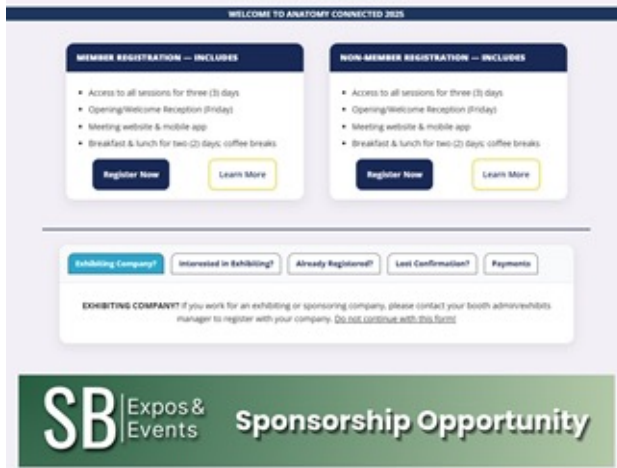 WELCOME TO ANATOMY CONNECTED 2025
MEMBER REGISTRATION — INCLUDES
• Access to all sessions for three (3) days
• Opening/Welcome Reception (Friday)
• Meeting website & mobile app
• Breakfast & lunch for two (2) days; coffee breaks
Register Now
Learn More
NON-MEMBER REGISTRATION — INCLUDES
• Access to all sessions for three (3) days
• Opening/Welcome Reception (Friday)
• Meeting website & mobile app
• Breakfast & lunch for two (2) days; coffee breaks
Register Now
Learn More
Exhibiting Company?
Interested in Exhibiting?
Already Registered?
Lost Confirmation?
Payments
EXHIBITING COMPANY? If you work for an exhibiting or sponsoring company, please contact your booth admin/exhibits
manager to register with your company. Do not continue with this form!
SB Expos &
Events
Sponsorship Opportunity